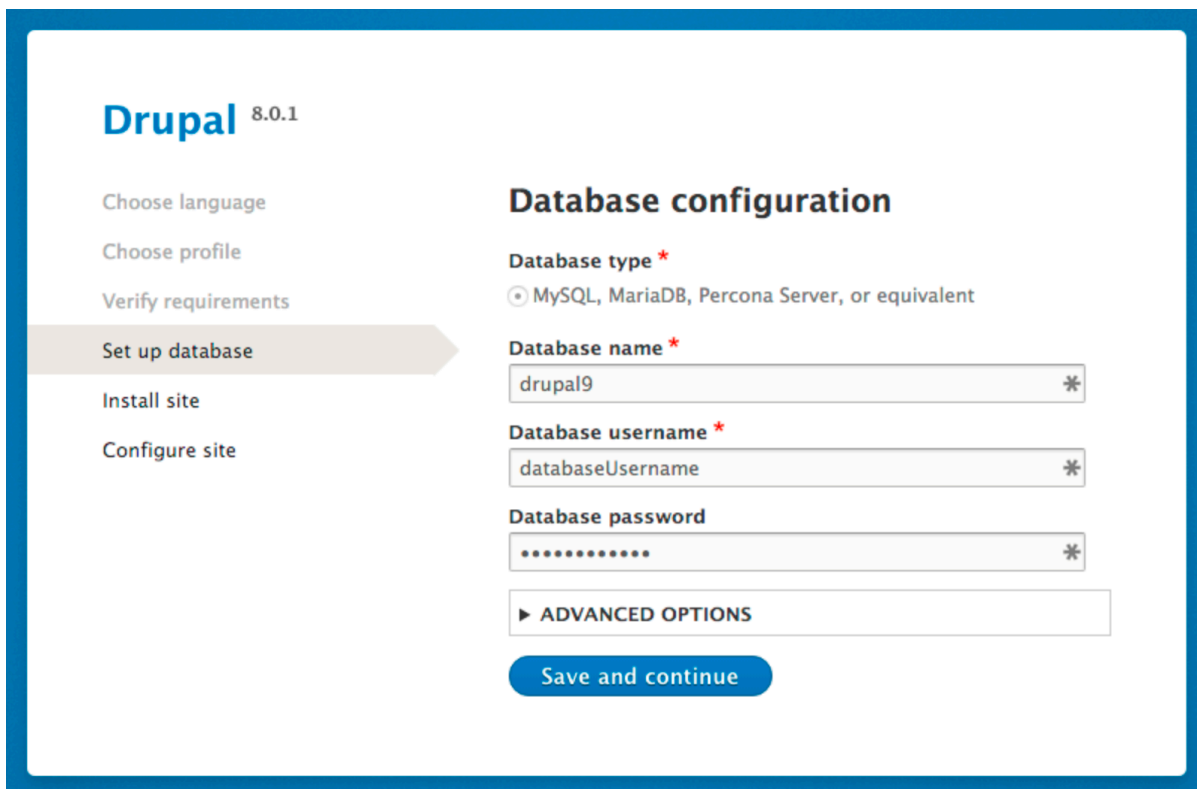 Drupal 8.0.1
Choose language
Choose profile
Verify requirements
Set up database
Install site
Configure site
Database configuration
Database type *
MySQL, MariaDB, Percona Server, or equivalent
Database name *
drupal9
Database username *
databaseUsername
Database password
••••••••••••
ADVANCED OPTIONS
Save and continue